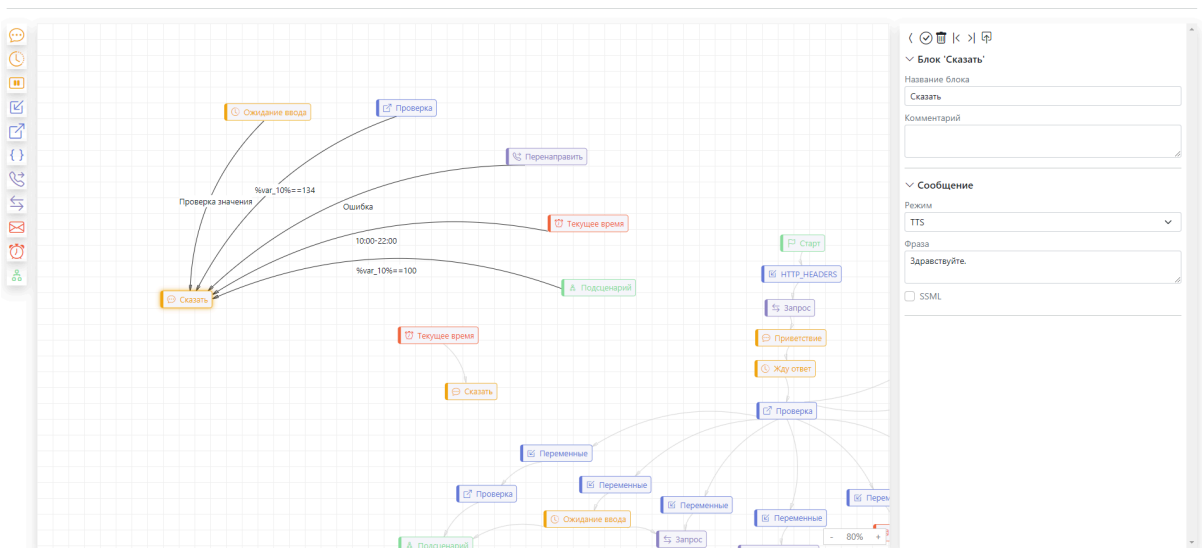 Ожидание ввода
Проверка
Перенаправить
Проверка значения
%var_10%==134
Ошибка
Текущее время
10:00-22:00
%var_10%==100
Сказать
Подсценарий
Старт
HTTP_HEADERS
Запрос
Приветствие
Жду ответ
Проверка
Текущее время
Сказать
Переменные
Проверка
Переменные
Ожидание ввода
Переменные
Запрос
Переменные
Перем
Подсценарий
- 80% +
Блок 'Сказать'
Название блока
Сказать
Комментарий
Сообщение
Режим
TTS
Фраза
Здравствуйте.
SSML